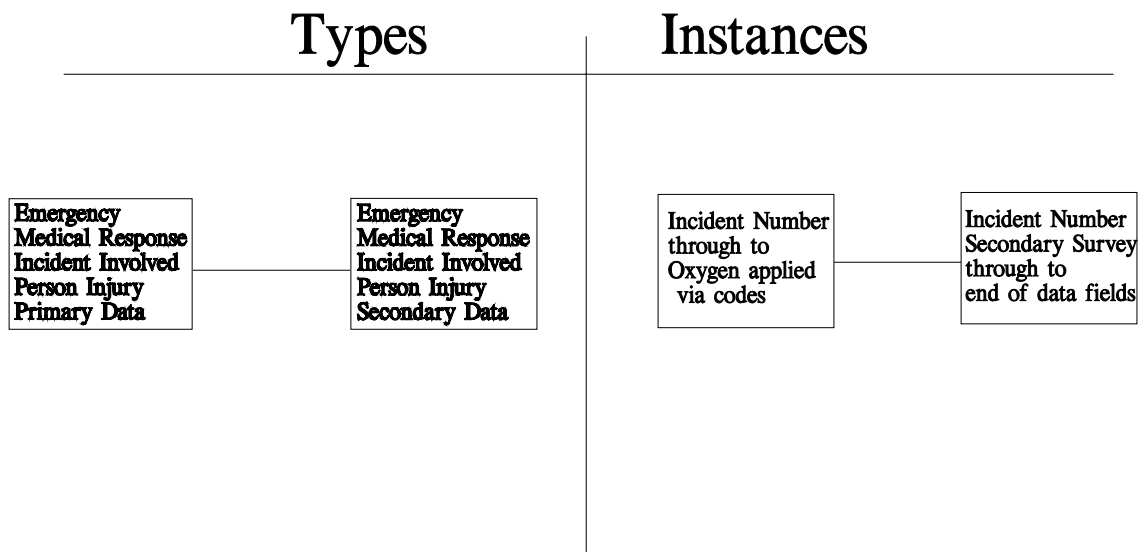 Types
Instances
Emergency
Medical Response
Incident Involved
Person Injury
Primary Data
Emergency
Medical Response
Incident Involved
Person Injury
Secondary Data
Incident Number
through to
Oxygen applied
via codes
Incident Number
Secondary Survey
through to
end of data fields